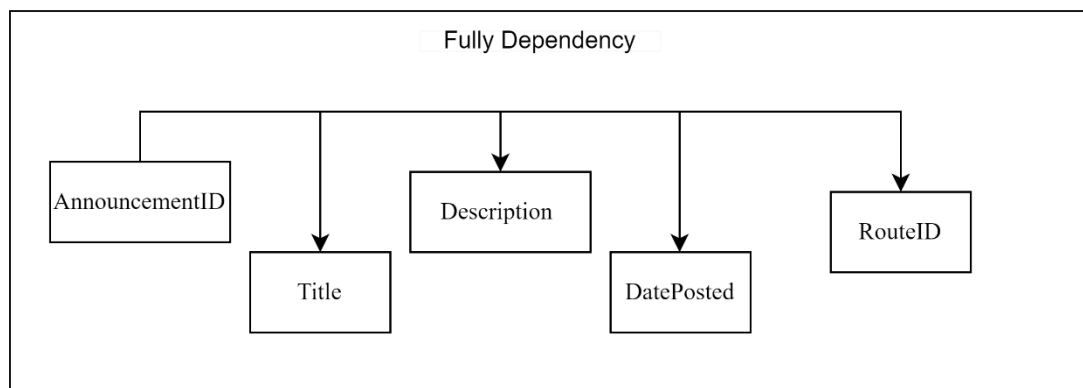 Fully Dependency
AnnouncementID
Title
Description
DatePosted
RouteID